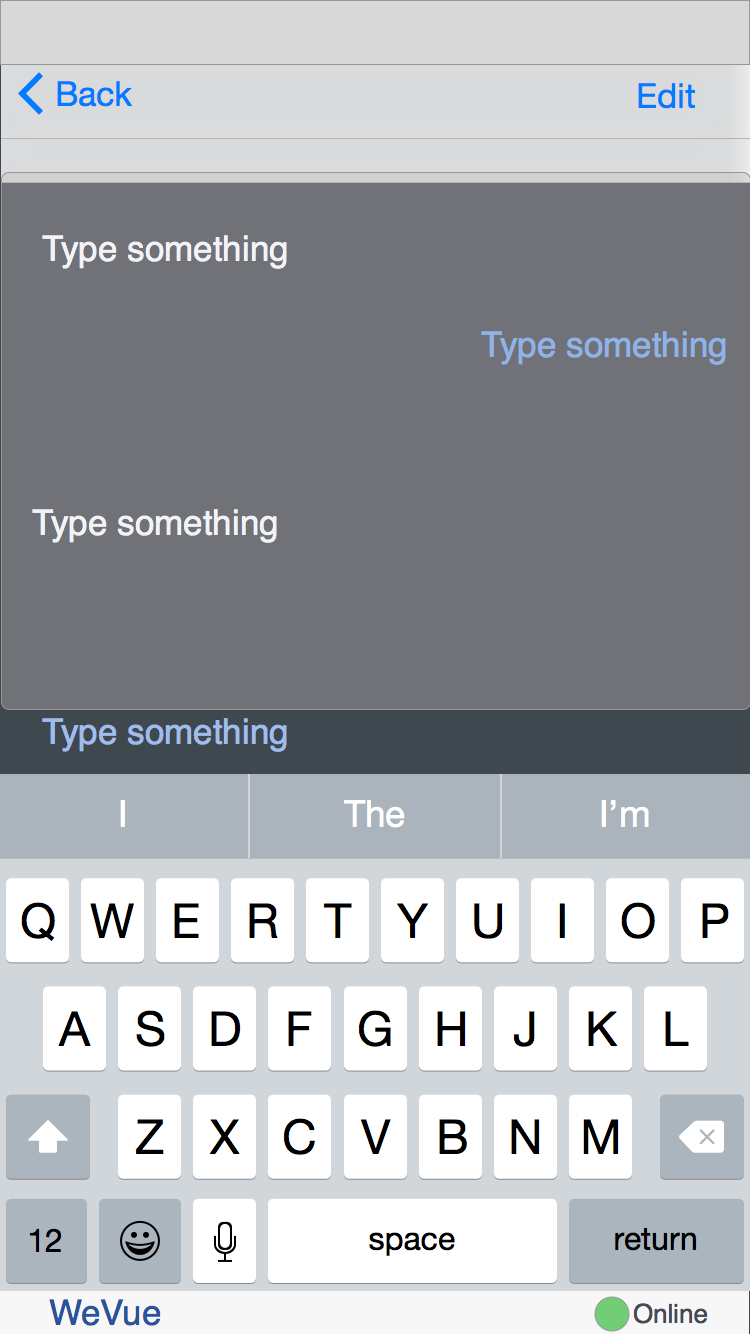 Back
Edit
Type something
Type something
Type something
Type something
I The I’m
Q W E R T Y U I O P
A S D F G H J K L
Z X C V B N M
12 space return
WeVue Online